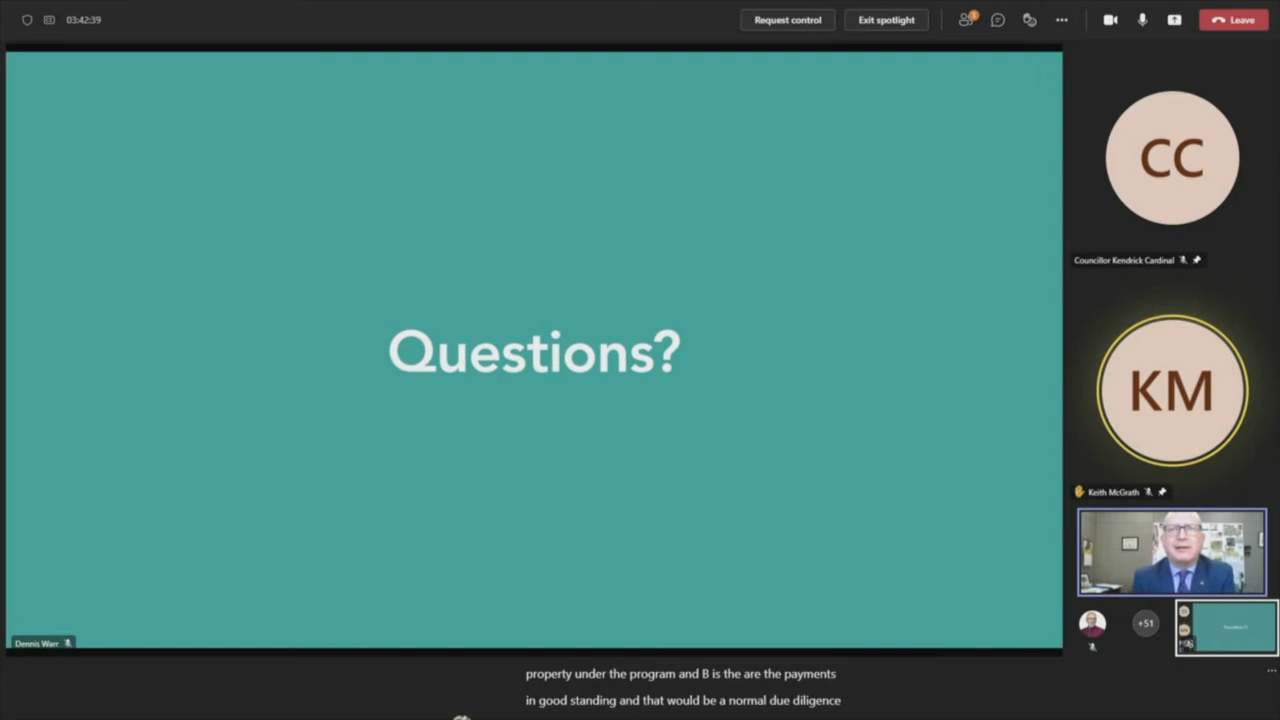 03:42:39
Request control
Exit spotlight
1
Leave
Questions?
CC
Councillor Kendrick Cardinal
KM
Keith McGrath
+51
Dennis Warr
property under the program and B is the are the payments
in good standing and that would be a normal due diligence